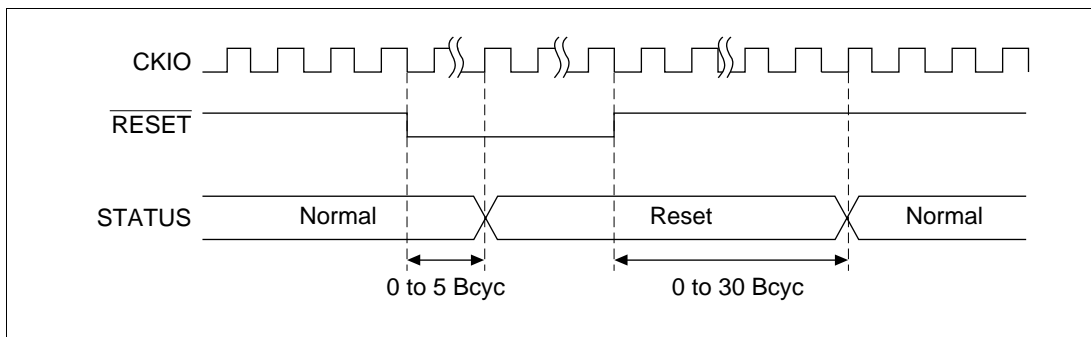 CKIO
RESET
STATUS Normal Reset Normal
0 to 5 Bcyc 0 to 30 Bcyc